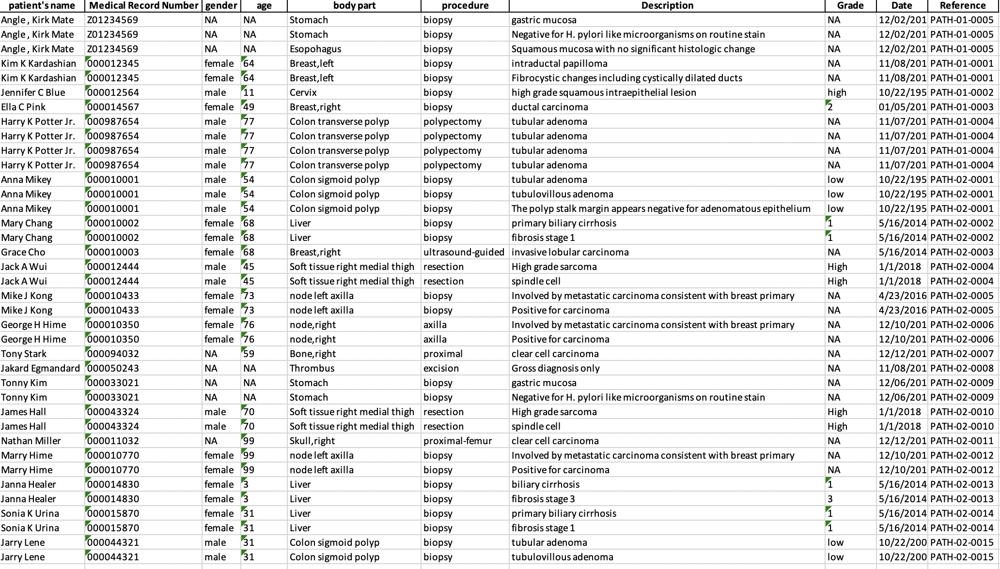 patient's name Medical Record Number gender age body part procedure Description Grade Date Reference
Angle , Kirk Mate Z01234569 NA NA Stomach biopsy gastric mucosa NA 12/02/201 PATH-01-0005
Angle , Kirk Mate Z01234569 NA NA Stomach biopsy Negative for H. pylori like microorganisms on routine stain NA 12/02/201 PATH-01-0005
Angle , Kirk Mate Z01234569 NA NA Esopohagus biopsy Squamous mucosa with no significant histologic change NA 12/02/201 PATH-01-0005
Kim K Kardashian 000012345 female 64 Breast,left biopsy intraductal papilloma NA 11/08/201 PATH-01-0001
Kim K Kardashian 000012345 female 64 Breast,left biopsy Fibrocystic changes including cystically dilated ducts NA 11/08/201 PATH-01-0001
Jennifer C Blue 000012564 male 11 Cervix biopsy high grade squamous intraepithelial lesion high 10/22/195 PATH-01-0002
Ella C Pink 000014567 female 49 Breast,right biopsy ductal carcinoma 2 01/05/201 PATH-01-0003
Harry K Potter Jr. 000987654 male 77 Colon transverse polyp polypectomy tubular adenoma NA 11/07/201 PATH-01-0004
Harry K Potter Jr. 000987654 male 77 Colon transverse polyp polypectomy tubular adenoma NA 11/07/201 PATH-01-0004
Harry K Potter Jr. 000987654 male 77 Colon transverse polyp polypectomy tubular adenoma NA 11/07/201 PATH-01-0004
Harry K Potter Jr. 000987654 male 77 Colon transverse polyp polypectomy tubular adenoma NA 11/07/201 PATH-01-0004
Anna Mikey 000010001 male 54 Colon sigmoid polyp biopsy tubular adenoma low 10/22/195 PATH-02-0001
Anna Mikey 000010001 male 54 Colon sigmoid polyp biopsy tubulovillous adenoma low 10/22/195 PATH-02-0001
Anna Mikey 000010001 male 54 Colon sigmoid polyp biopsy The polyp stalk margin appears negative for adenomatous epithelium low 10/22/195 PATH-02-0001
Mary Chang 000010002 female 68 Liver biopsy primary biliary cirrhosis 1 5/16/2014 PATH-02-0002
Mary Chang 000010002 female 68 Liver biopsy fibrosis stage 1 1 5/16/2014 PATH-02-0002
Grace Cho 000010003 female 68 Breast,right ultrasound-guided invasive lobular carcinoma NA 5/16/2014 PATH-02-0003
Jack A Wui 000012444 male 45 Soft tissue right medial thigh resection High grade sarcoma High 1/1/2018 PATH-02-0004
Jack A Wui 000012444 male 45 Soft tissue right medial thigh resection spindle cell High 1/1/2018 PATH-02-0004
Mike J Kong 000010433 female 73 node left axilla biopsy Involved by metastatic carcinoma consistent with breast primary NA 4/23/2016 PATH-02-0005
Mike J Kong 000010433 female 73 node left axilla biopsy Positive for carcinoma NA 4/23/2016 PATH-02-0005
George H Hime 000010350 female 76 node,right axilla Involved by metastatic carcinoma consistent with breast primary NA 12/10/201 PATH-02-0006
George H Hime 000010350 female 76 node,right axilla Positive for carcinoma NA 12/10/201 PATH-02-0006
Tony Stark 000094032 NA 59 Bone,right proximal clear cell carcinoma NA 12/12/201 PATH-02-0007
Jakard Egmandard 000050243 NA NA Thrombus excision Gross diagnosis only NA 11/08/201 PATH-02-0008
Tonny Kim 000033021 NA NA Stomach biopsy gastric mucosa NA 12/06/201 PATH-02-0009
Tonny Kim 000033021 NA NA Stomach biopsy Negative for H. pylori like microorganisms on routine stain NA 12/06/201 PATH-02-0009
James Hall 000043324 male 70 Soft tissue right medial thigh resection High grade sarcoma High 1/1/2018 PATH-02-0010
James Hall 000043324 male 70 Soft tissue right medial thigh resection spindle cell High 1/1/2018 PATH-02-0010
Nathan Miller 000011032 NA 99 Skull,right proximal-femur clear cell carcinoma NA 12/12/201 PATH-02-0011
Marry Hime 000010770 female 99 node left axilla biopsy Involved by metastatic carcinoma consistent with breast primary NA 12/10/201 PATH-02-0012
Marry Hime 000010770 female 99 node left axilla biopsy Positive for carcinoma NA 12/10/201 PATH-02-0012
Janna Healer 000014830 female 3 Liver biopsy biliary cirrhosis 1 5/16/2014 PATH-02-0013
Janna Healer 000014830 female 3 Liver biopsy fibrosis stage 3 3 5/16/2014 PATH-02-0013
Sonia K Urina 000015870 female 31 Liver biopsy primary biliary cirrhosis 1 5/16/2014 PATH-02-0014
Sonia K Urina 000015870 female 31 Liver biopsy fibrosis stage 1 1 5/16/2014 PATH-02-0014
Jarry Lene 000044321 male 31 Colon sigmoid polyp biopsy tubular adenoma low 10/22/200 PATH-02-0015
Jarry Lene 000044321 male 31 Colon sigmoid polyp biopsy tubulovillous adenoma low 10/22/200 PATH-02-0015